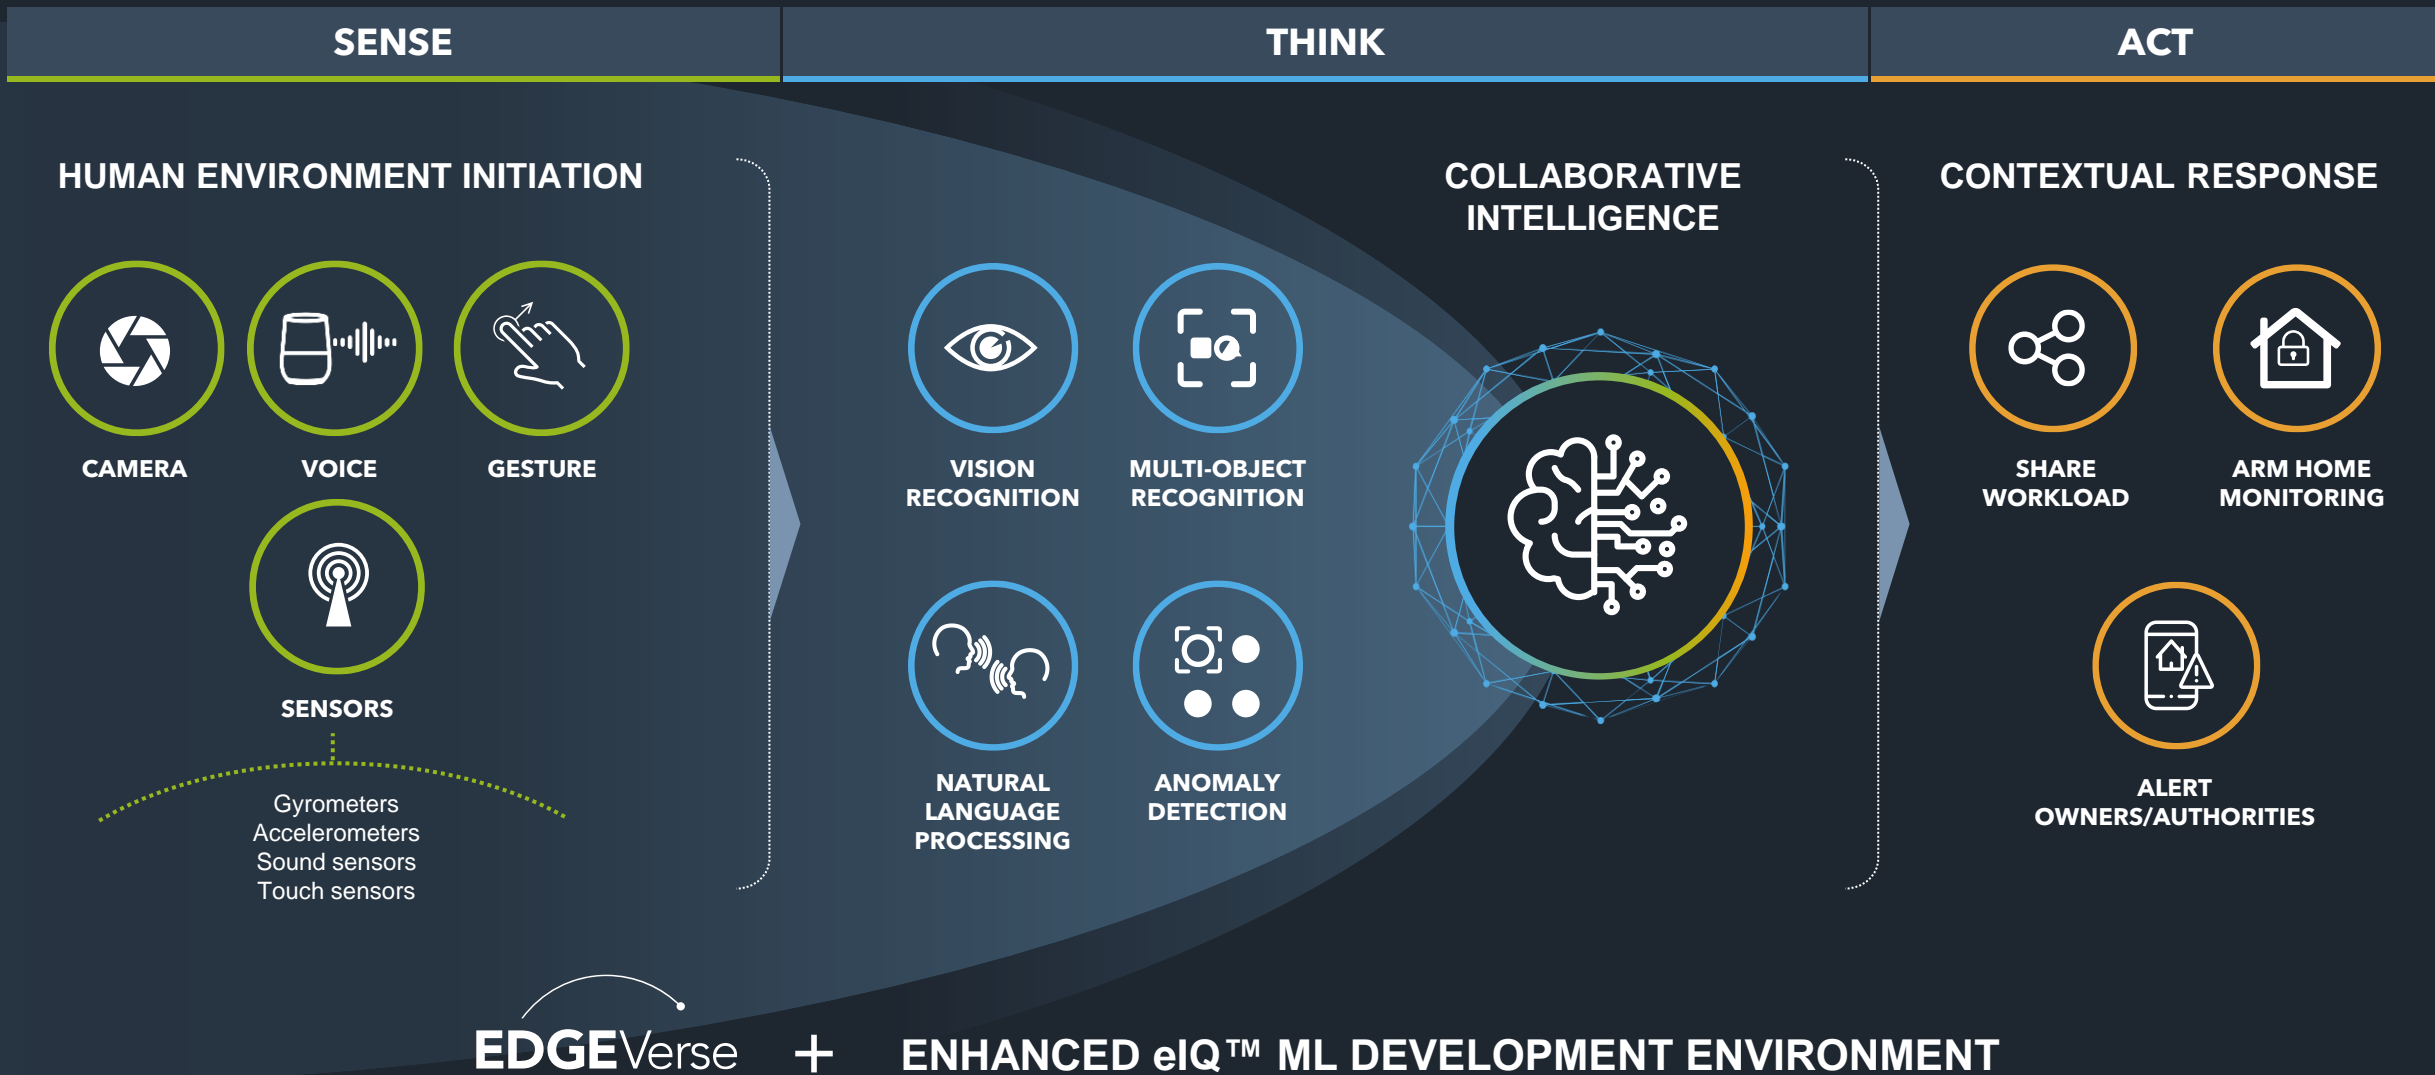 SENSE
THINK
ACT
HUMAN ENVIRONMENT INITIATION
CAMERA
VOICE
GESTURE
SENSORS
Gyrometers
Accelerometers
Sound sensors
Touch sensors
VISION
RECOGNITION
MULTI-OBJECT
RECOGNITION
NATURAL
LANGUAGE
PROCESSING
ANOMALY
DETECTION
COLLABORATIVE
INTELLIGENCE
CONTEXTUAL RESPONSE
SHARE
WORKLOAD
ARM HOME
MONITORING
ALERT
OWNERS/AUTHORITIES
EDGEVerse + ENHANCED eIQ™ ML DEVELOPMENT ENVIRONMENT